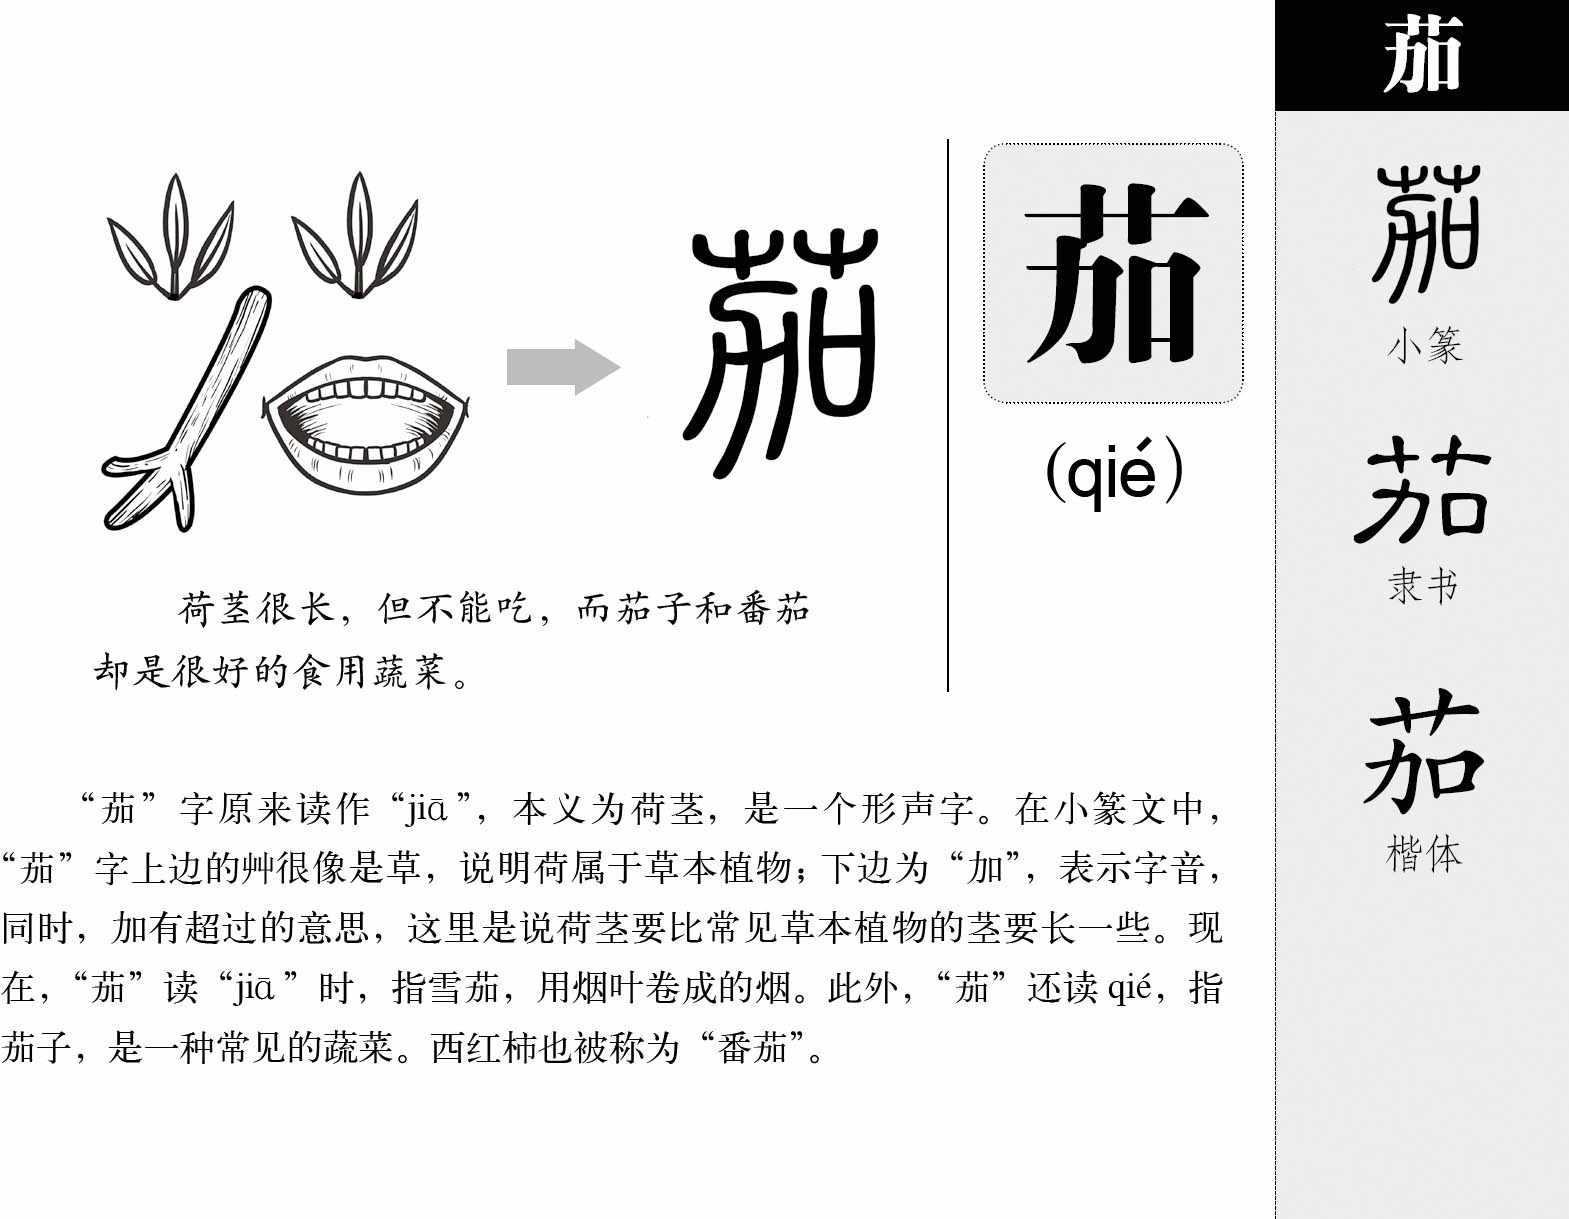 茄
茄
茄
(qié)
荷茎很长，但不能吃，而茄子和番茄
却是很好的食用蔬菜。
“茄”字原来读作“jiā”，本义为荷茎，是一个形声字。在小篆文中，
“茄”字上边的艸很像是草，说明荷属于草本植物；下边为“加”，表示字音，
同时，加有超过的意思，这里是说荷茎要比常见草本植物的茎要长一些。现
在，“茄”读“jiā”时，指雪茄，用烟叶卷成的烟。此外，“茄”还读 qié，指
茄子，是一种常见的蔬菜。西红柿也被称为“番茄”。
茄
小篆
茄
隶书
茄
楷体